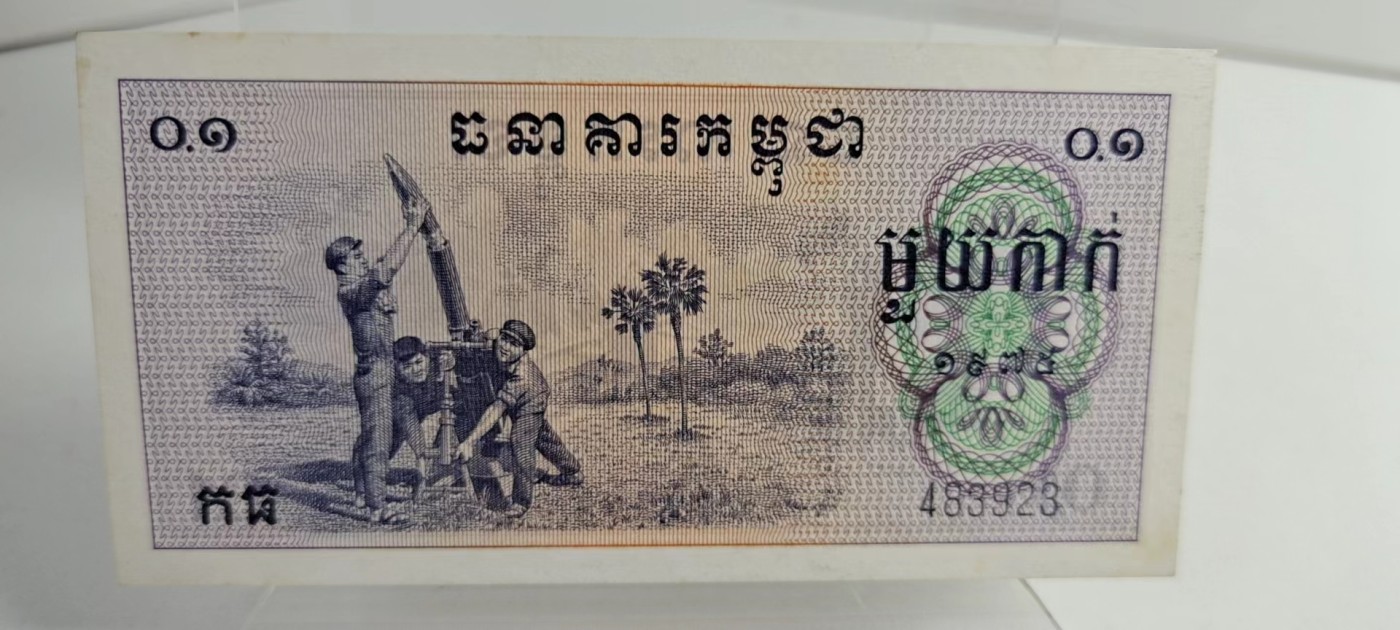 ០.១ ធនាគារកម្ពុជា ០.១
មួយកាក់
១៩៧៥
កធ 483923